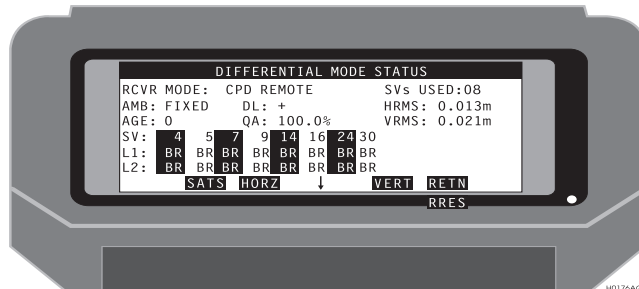 DIFFERENTIAL MODE STATUS
RCVR MODE: CPD REMOTE SVs USED:08
AMB: FIXED DL: + HRMS: 0.013m
AGE: 0 QA: 100.0% VRMS: 0.021m
SV: 4 5 7 9 14 16 24 30
L1: BR BR BR BR BR BR BR BR
L2: BR BR BR BR BR BR BR BR
SATS HORZ ↓ VERT RETN
RRES